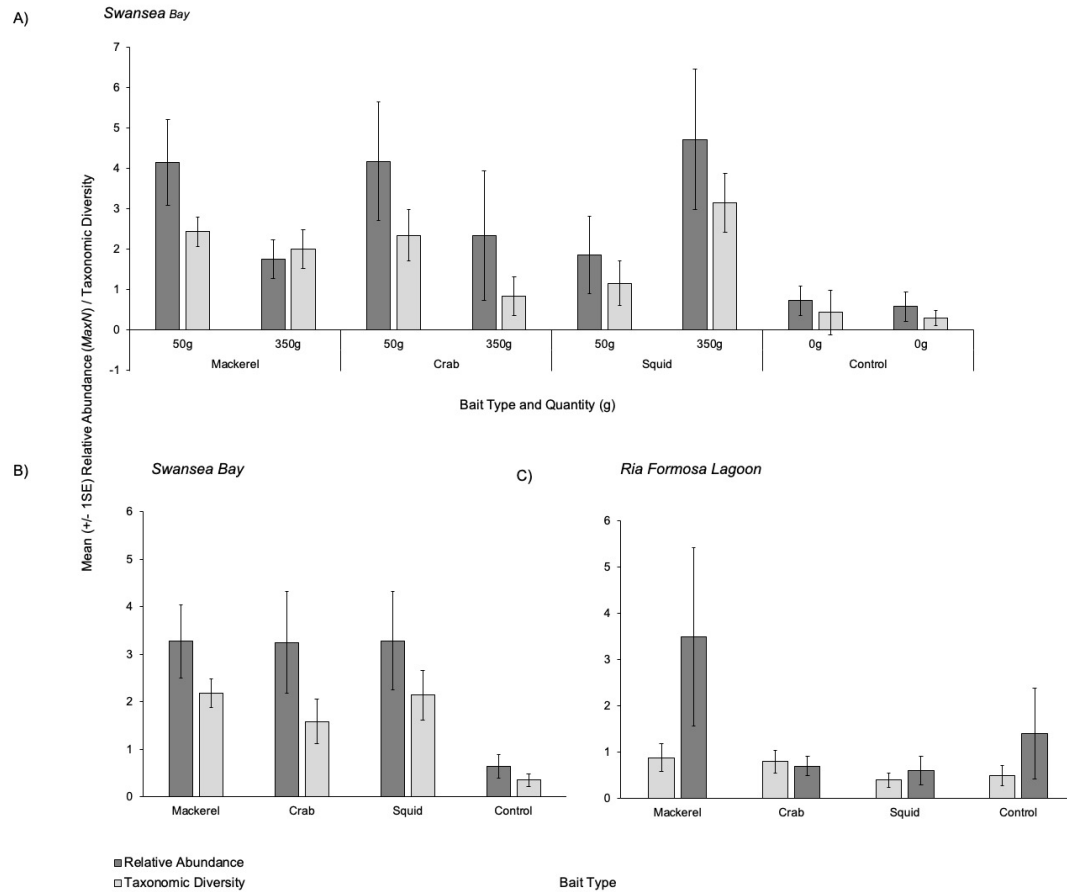 A)
Swansea Bay
Mean (+/- 1SE) Relative Abundance (MaxN) / Taxonomic Diversity
7
6
5
4
3
2
1
0
-1
50g 350g 50g 350g 50g 350g 0g 0g
Mackerel Crab Squid Control
Bait Type and Quantity (g)
B)
Swansea Bay
6
5
4
3
2
1
0
Mackerel Crab Squid Control
C)
Ria Formosa Lagoon
6
5
4
3
2
1
0
Mackerel Crab Squid Control
Relative Abundance
Taxonomic Diversity
Bait Type